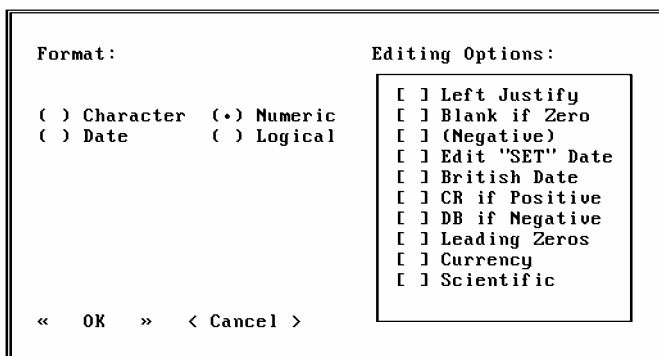 Format:
( ) Character  (•) Numeric
( ) Date       ( ) Logical
«  OK  »  < Cancel >
Editing Options:
[ ] Left Justify
[ ] Blank if Zero
[ ] (Negative)
[ ] Edit "SET" Date
[ ] British Date
[ ] CR if Positive
[ ] DB if Negative
[ ] Leading Zeros
[ ] Currency
[ ] Scientific